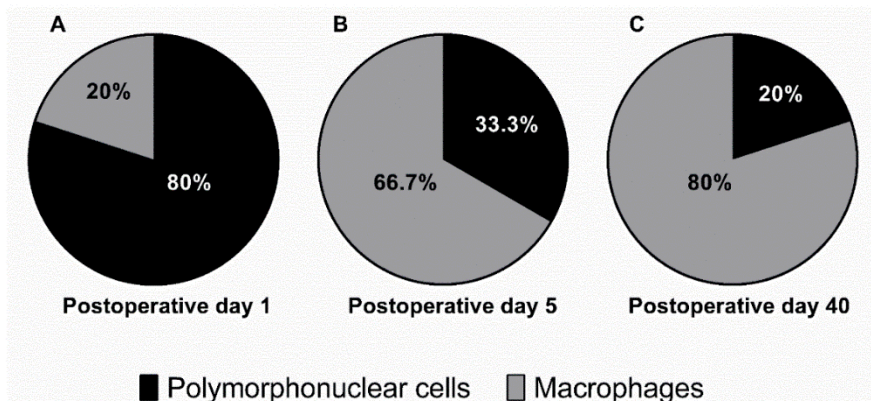 A
20%
80%
Postoperative day 1
B
33.3%
66.7%
Postoperative day 5
C
20%
80%
Postoperative day 40
Polymorphonuclear cells
Macrophages